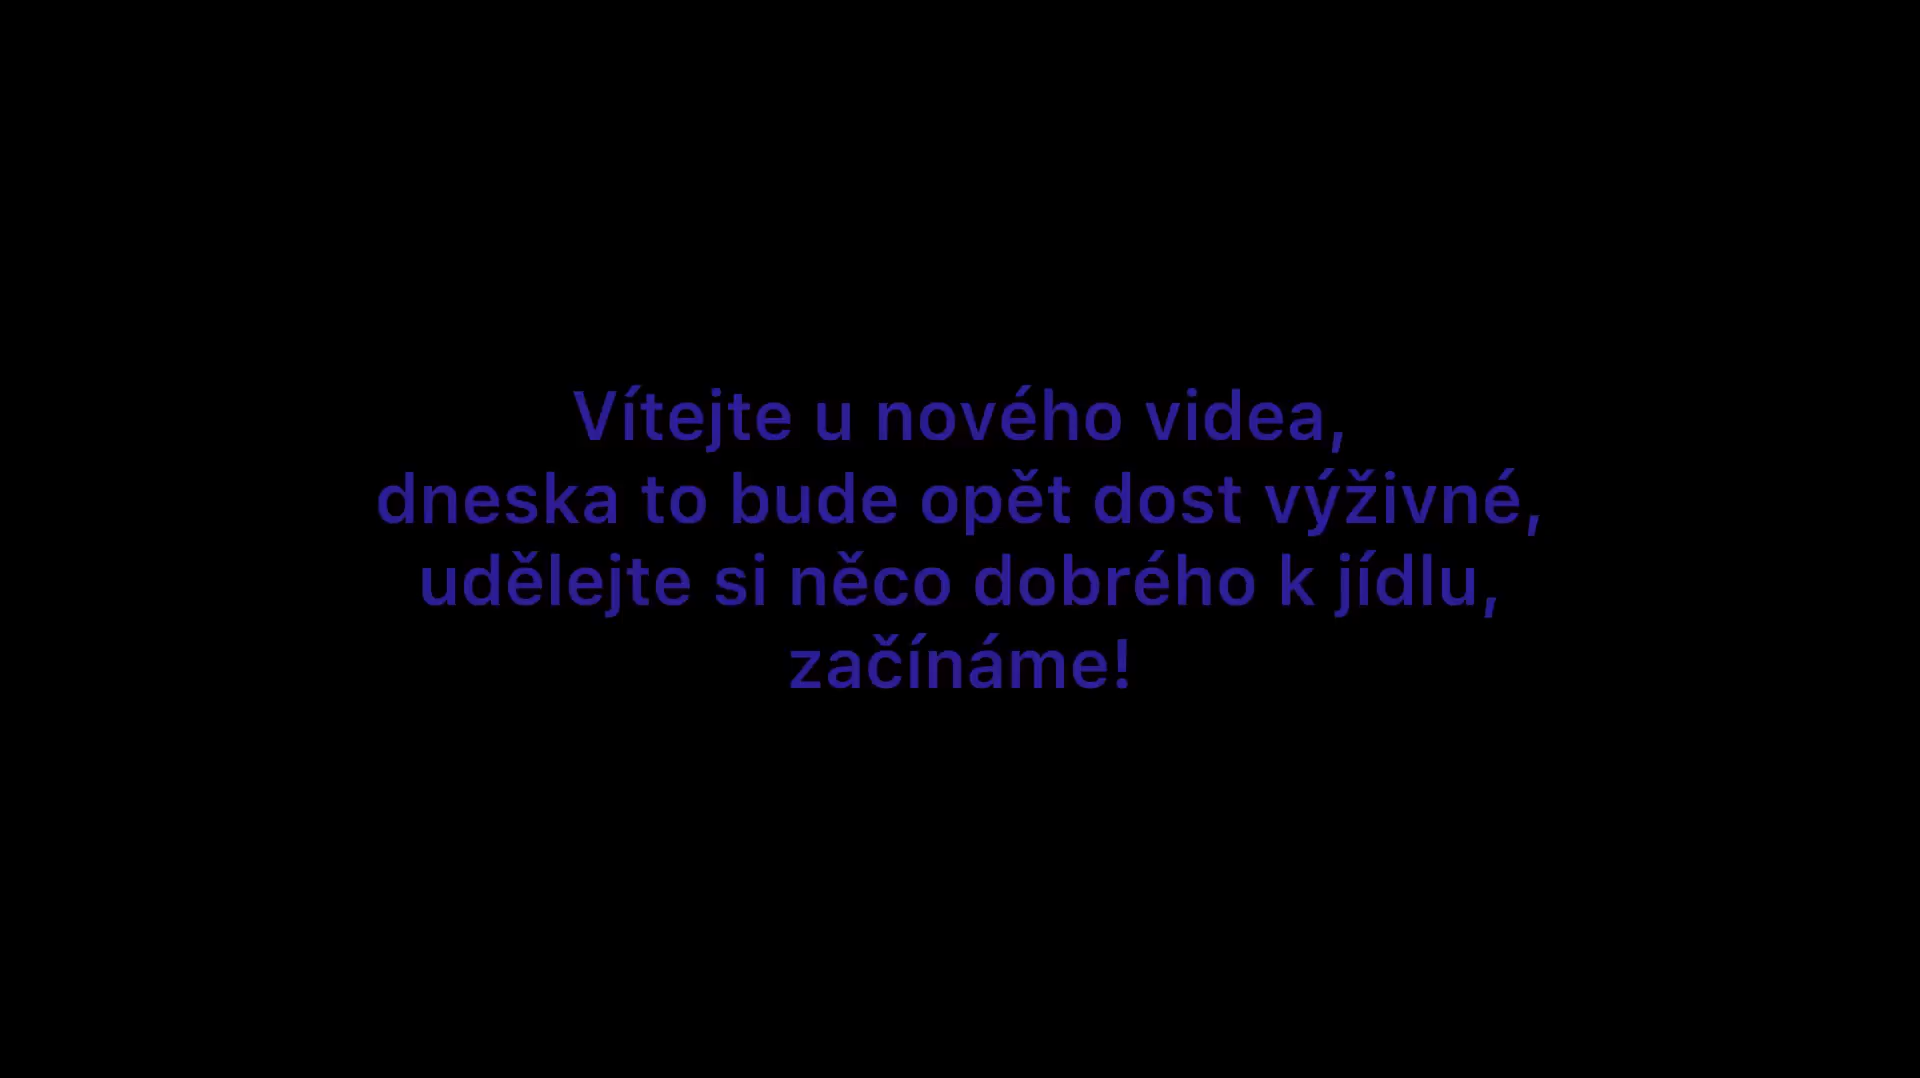 Vítejte u nového videa,
dneska to bude opět dost výživné,
udělejte si něco dobrého k jídlu,
začínáme!